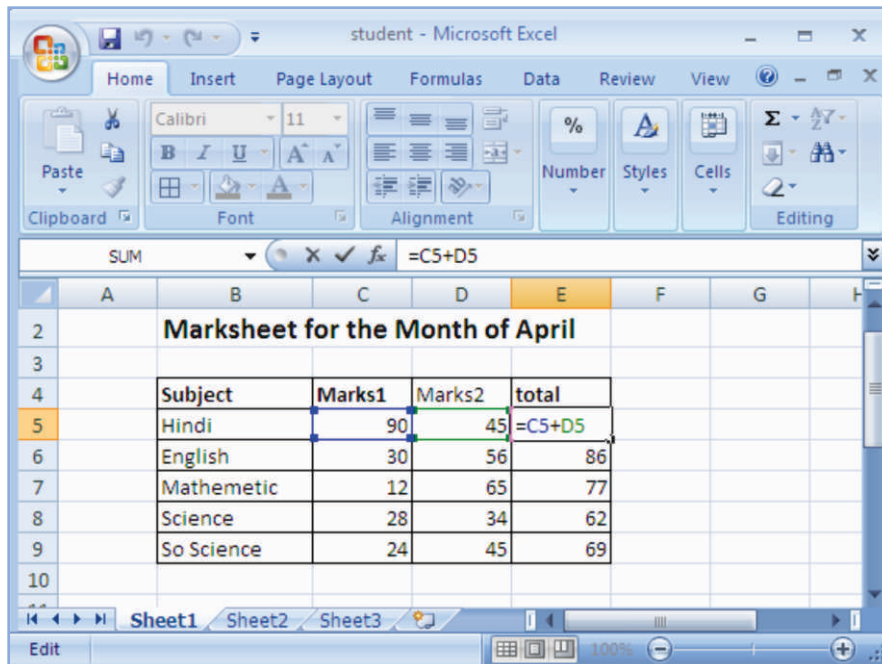 student - Microsoft Excel
Home Insert Page Layout Formulas Data Review View
Calibri 11 %
B I U A A A
Paste Number Styles Cells
Clipboard Font Alignment Editing
SUM fx =C5+D5
A B C D E F G H
2 Marksheet for the Month of April
3
4 Subject Marks1 Marks2 total
5 Hindi 90 45 =C5+D5
6 English 30 56 86
7 Mathemetic 12 65 77
8 Science 28 34 62
9 So Science 24 45 69
10
Sheet1 Sheet2 Sheet3
Edit 100%